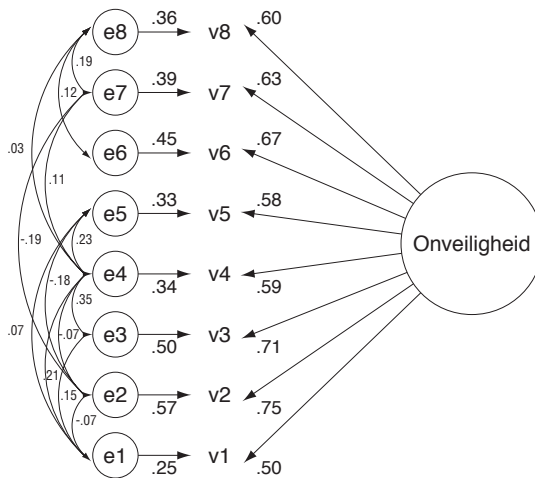 e8 .36 v8 .60
.19
e7 .39 v7 .63
.12
.03 e6 .45 v6 .67
.11
e5 .33 v5 .58
-.19 .23 Onveiligheid
-.18 e4 .34 v4 .59
.35
.07 -.07 e3 .50 v3 .71
.21
.15 e2 .57 v2 .75
-.07
e1 .25 v1 .50